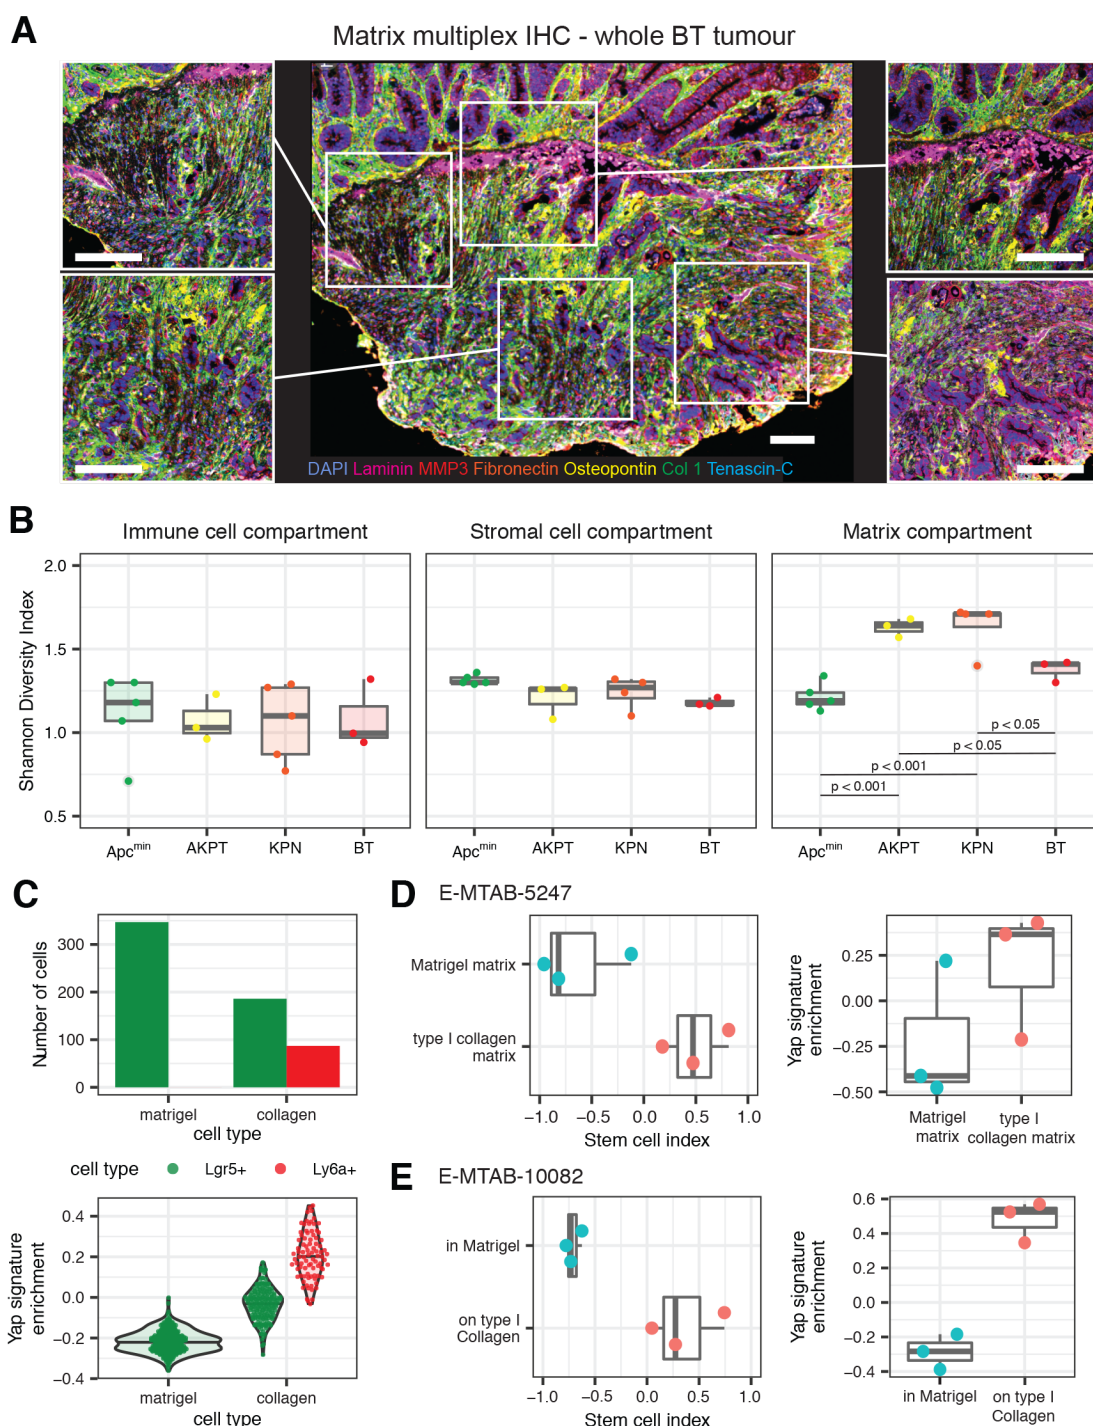 A
Matrix multiplex IHC - whole BT tumour
DAPI Laminin MMP3 Fibronectin Osteopontin Col 1 Tenascin-C
B
Immune cell compartment
Stromal cell compartment
Matrix compartment
Shannon Diversity Index
2.0
1.5
1.0
0.5
p < 0.05
p < 0.05
p < 0.001
p < 0.001
Apcmin AKPT KPN BT
Apcmin AKPT KPN BT
Apcmin AKPT KPN BT
C
Number of cells
300
200
100
0
matrigel collagen
cell type
cell type Lgr5+ Ly6a+
Yap signature
enrichment
0.4
0.2
0.0
−0.2
−0.4
matrigel collagen
cell type
D
E-MTAB-5247
Matrigel matrix
type I collagen
matrix
−1.0 −0.5 0.0 0.5 1.0
Stem cell index
Yap signature
enrichment
0.25
0.00
−0.25
−0.50
Matrigel
matrix
type I
collagen matrix
E
E-MTAB-10082
in Matrigel
on type I
Collagen
−1.0 −0.5 0.0 0.5 1.0
Stem cell index
Yap signature
enrichment
0.6
0.4
0.2
0.0
−0.2
−0.4
in Matrigel
on type I
Collagen